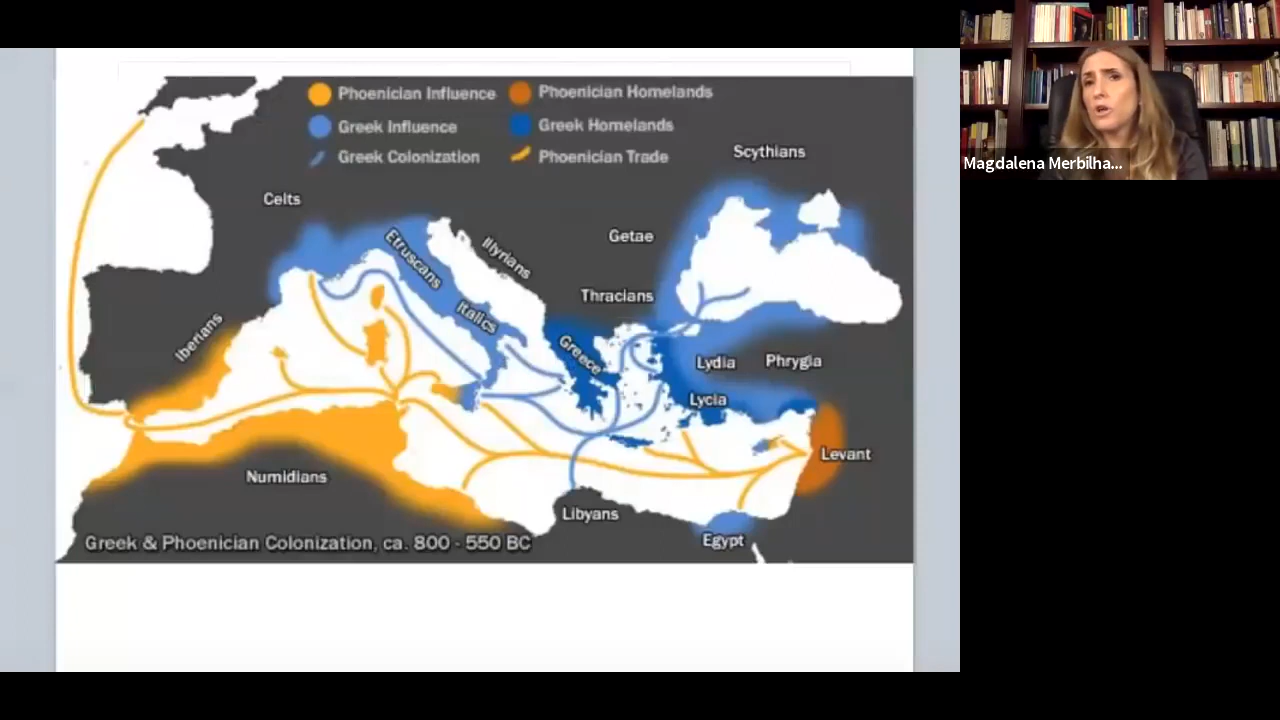 Phoenician Influence
Phoenician Homelands
Greek Influence
Greek Homelands
Greek Colonization
Phoenician Trade
Scythians
Celts
Getae
Etruscans
Illyrians
Thracians
Italics
Iberians
Greece
Lydia
Phrygia
Lycia
Levant
Numidians
Libyans
Egypt
Greek & Phoenician Colonization, ca. 800 - 550 BC
Magdalena Merbilha...